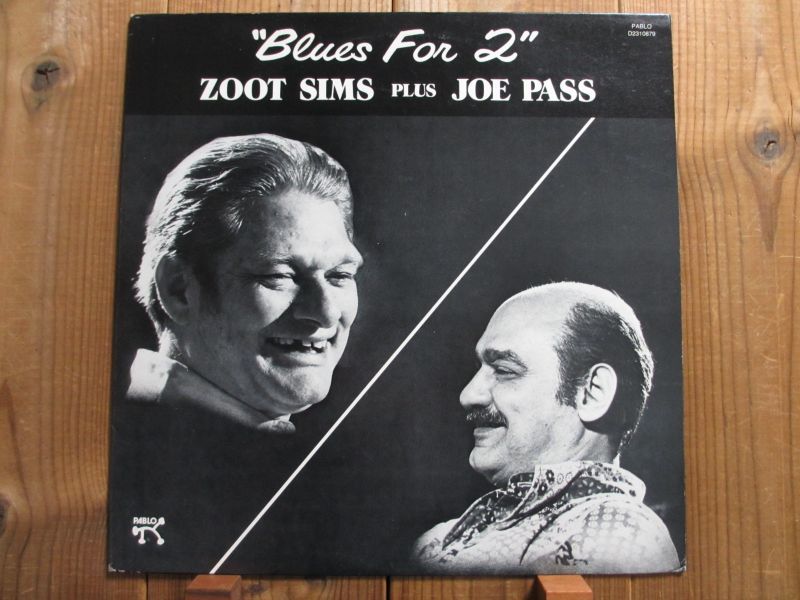 PABLO
D2310879
"Blues For 2"
ZOOT SIMS PLUS JOE PASS
PABLO